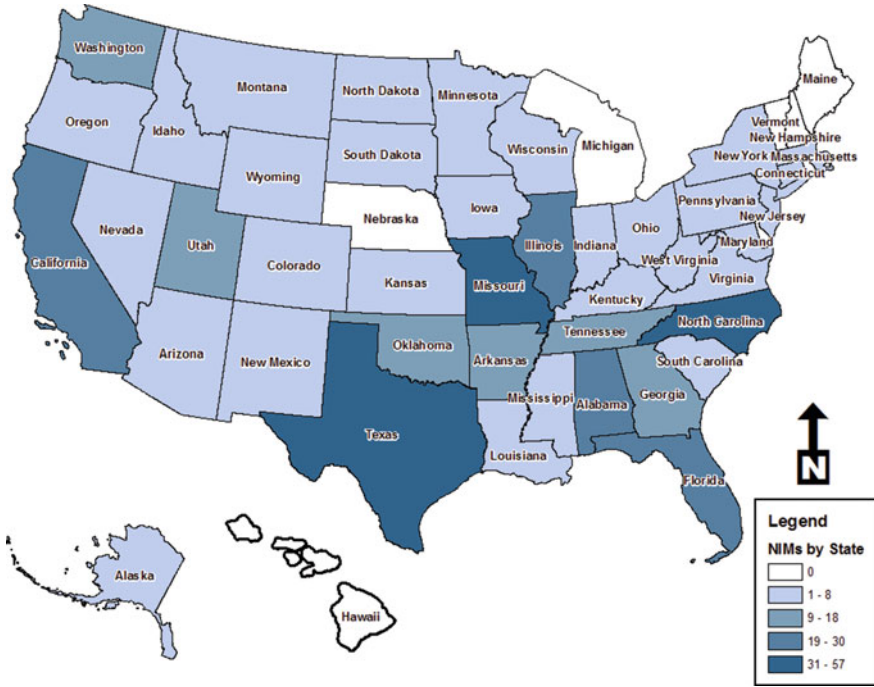 Washington
Maine
Montana
North Dakota
Minnesota
Vermont
Oregon
New Hampshire
Idaho
Wisconsin
Michigan
New York
Massachusetts
South Dakota
Connecticut
Wyoming
Pennsylvania
Iowa
Nebraska
New Jersey
Nevada
Ohio
Illinois
Indiana
Utah
Maryland
California
Colorado
West Virginia
Kansas
Missouri
Virginia
Kentucky
North Carolina
Tennessee
Oklahoma
Arizona
New Mexico
Arkansas
South Carolina
Mississippi
Alabama
Georgia
Texas
Louisiana
N
Florida
Legend
NIMs by State
0
1 - 8
9 - 18
19 - 30
31 - 57
Alaska
Hawaii